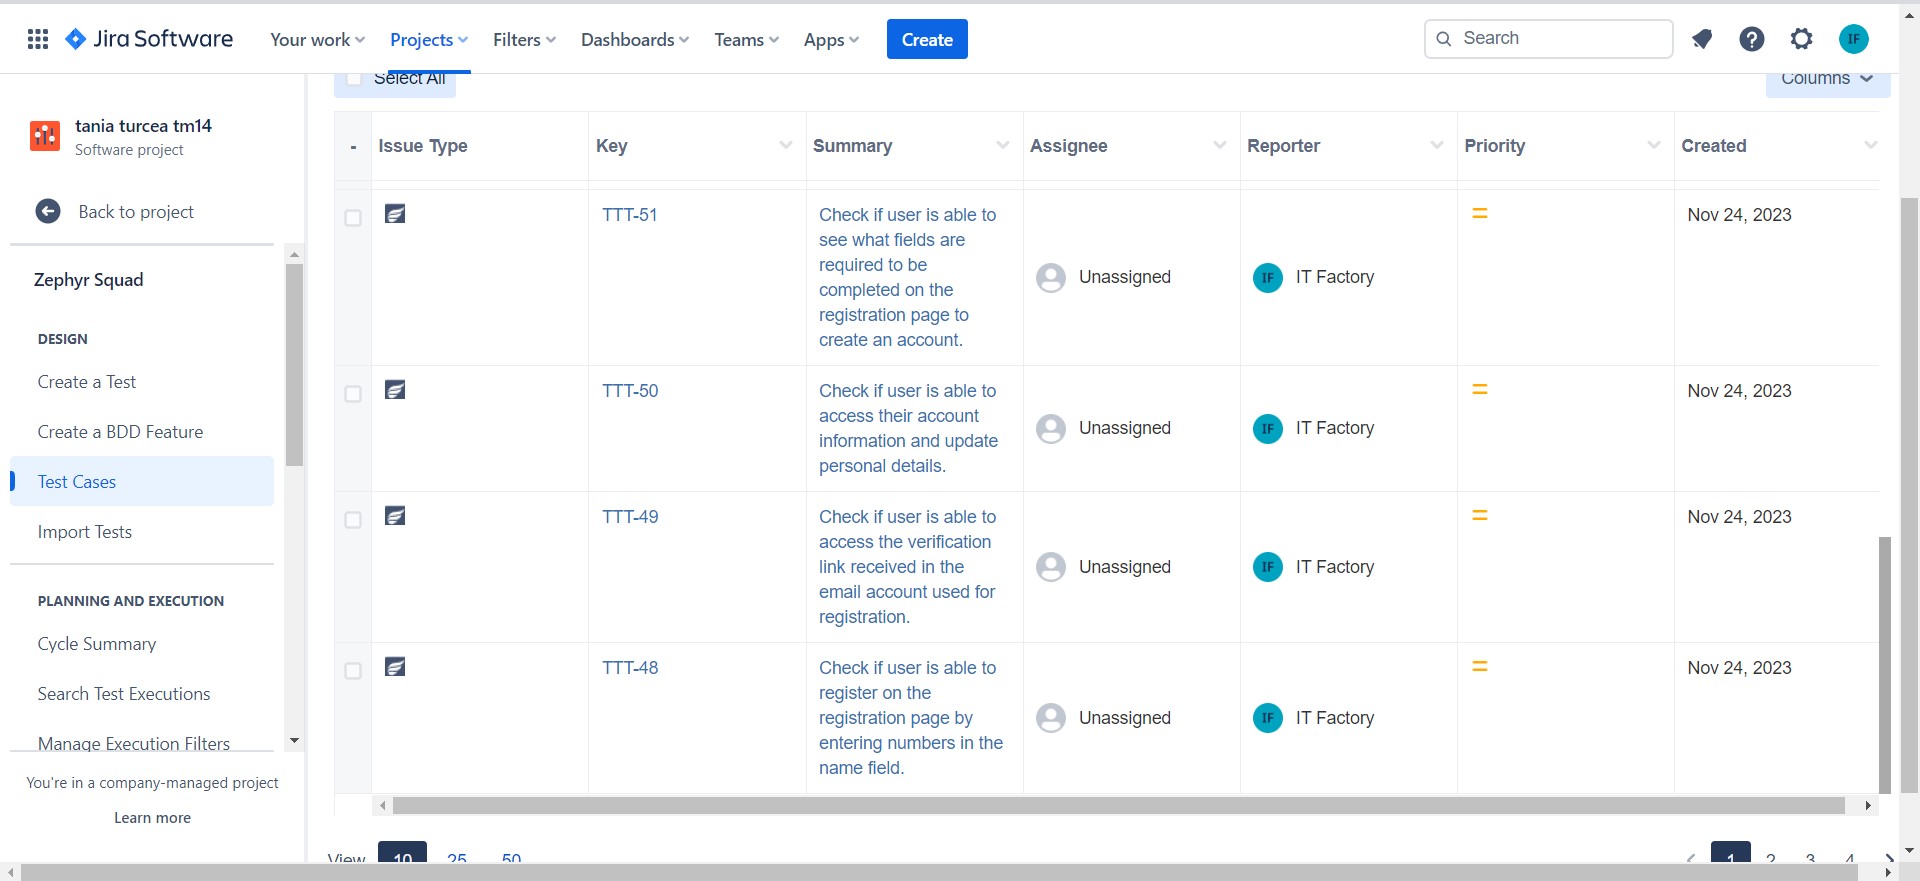 Jira Software
Your work
Projects
Filters
Dashboards
Teams
Apps
Create
Search
IF
tania turcea tm14
Software project
Back to project
Zephyr Squad
DESIGN
Create a Test
Create a BDD Feature
Test Cases
Import Tests
PLANNING AND EXECUTION
Cycle Summary
Search Test Executions
Manage Execution Filters
You're in a company-managed project
Learn more
Select All
Columns
- Issue Type Key Summary Assignee Reporter Priority Created
TTT-51
Check if user is able to
see what fields are
required to be
completed on the
registration page to
create an account.
Unassigned
IF IT Factory
Nov 24, 2023
TTT-50
Check if user is able to
access their account
information and update
personal details.
Unassigned
IF IT Factory
Nov 24, 2023
TTT-49
Check if user is able to
access the verification
link received in the
email account used for
registration.
Unassigned
IF IT Factory
Nov 24, 2023
TTT-48
Check if user is able to
register on the
registration page by
entering numbers in the
name field.
Unassigned
IF IT Factory
Nov 24, 2023
View 10 25 50
1 2 3 4